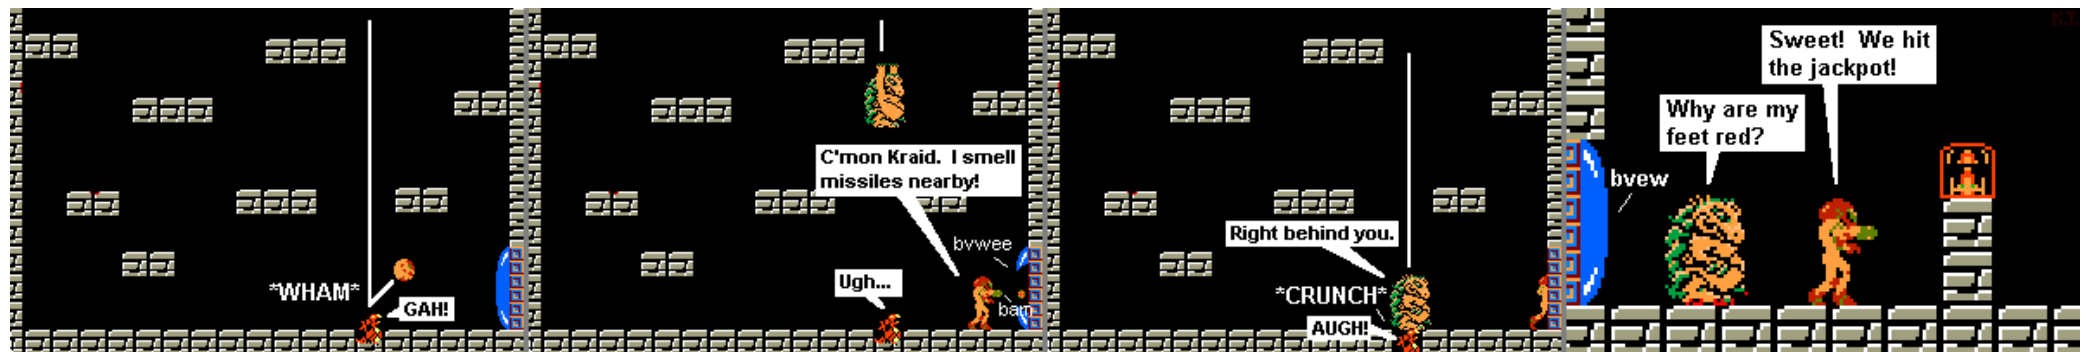 *WHAM*
GAH!
C'mon Kraid. I smell
missiles nearby!
bvwee
Ugh...
bam
Right behind you.
*CRUNCH*
AUGH!
Sweet! We hit
the jackpot!
Why are my
feet red?
bvew